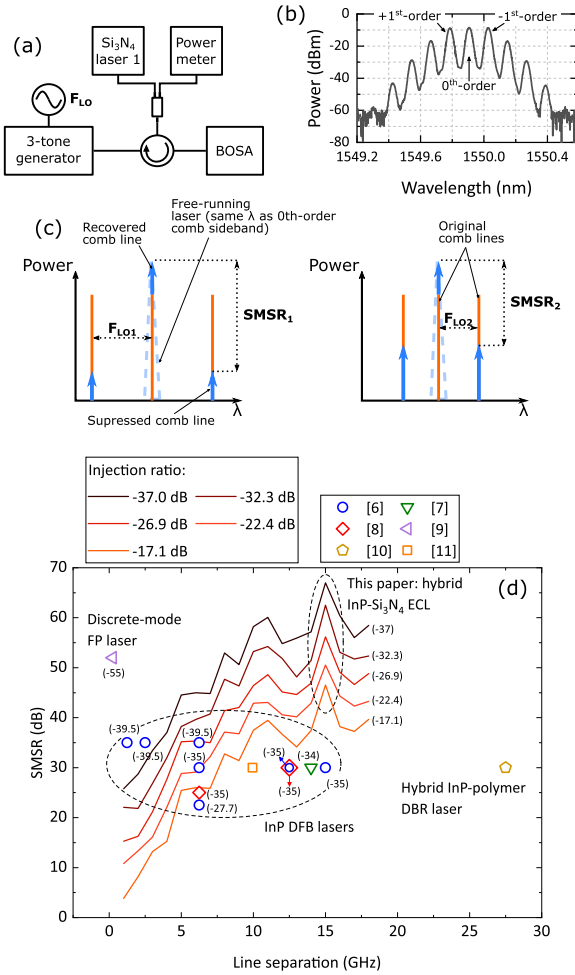 (a)
Si3N4
laser 1
Power
meter
FLO
3-tone
generator
BOSA
(b)
+1st-order
-1st-order
0th-order
Power (dBm)
0
-20
-40
-60
-80
1549.2
1549.6
1550.0
1550.4
Wavelength (nm)
(c)
Free-running
laser (same λ as 0th-order
comb sideband)
Recovered
comb line
Power
SMSR1
FLO1
Supressed comb line
λ
Original
comb lines
Power
SMSR2
FLO2
λ
Injection ratio:
-37.0 dB
-32.3 dB
-26.9 dB
-22.4 dB
-17.1 dB
[6]
[7]
[8]
[9]
[10]
[11]
(d)
This paper: hybrid
InP-Si3N4 ECL
Discrete-mode
FP laser
(-55)
(-37)
(-32.3)
(-26.9)
(-22.4)
(-17.1)
(-39.5)
(-39.5)
(-39.5)
(-35)
(-35)
(-27.7)
(-35)
(-34)
(-35)
(-35)
InP DFB lasers
Hybrid InP-polymer
DBR laser
SMSR (dB)
70
60
50
40
30
20
10
0
0
5
10
15
20
25
30
Line separation (GHz)